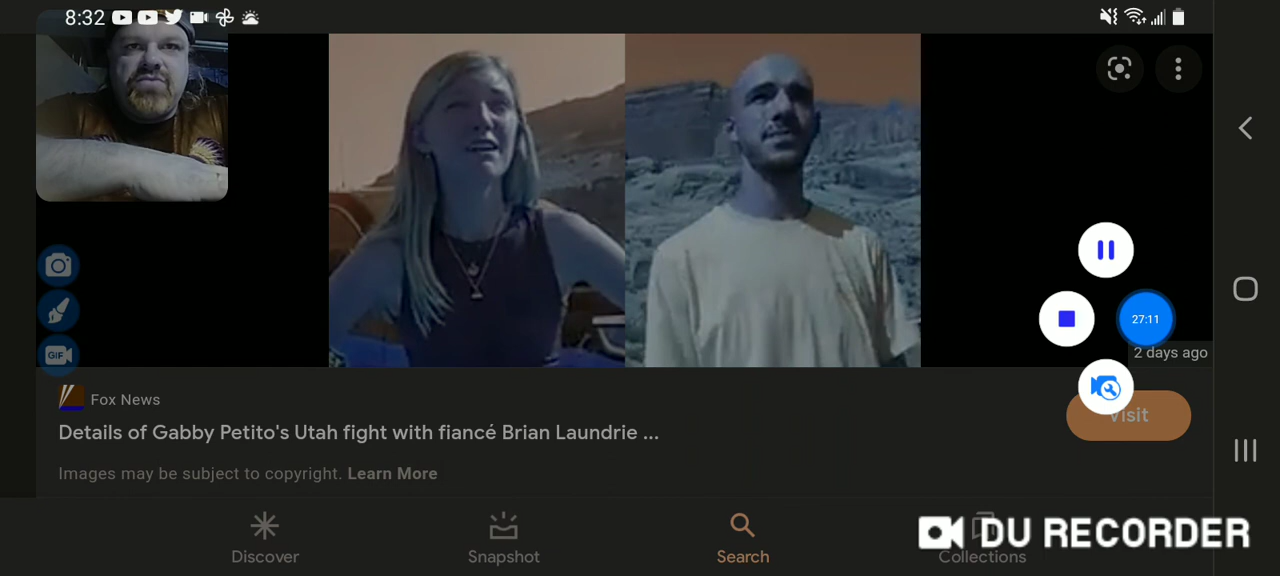 8:32
GIF
27:11
2 days ago
Fox News
Details of Gabby Petito's Utah fight with fiancé Brian Laundrie ...
Visit
Images may be subject to copyright. Learn More
Discover
Snapshot
Search
Collections
DU RECORDER